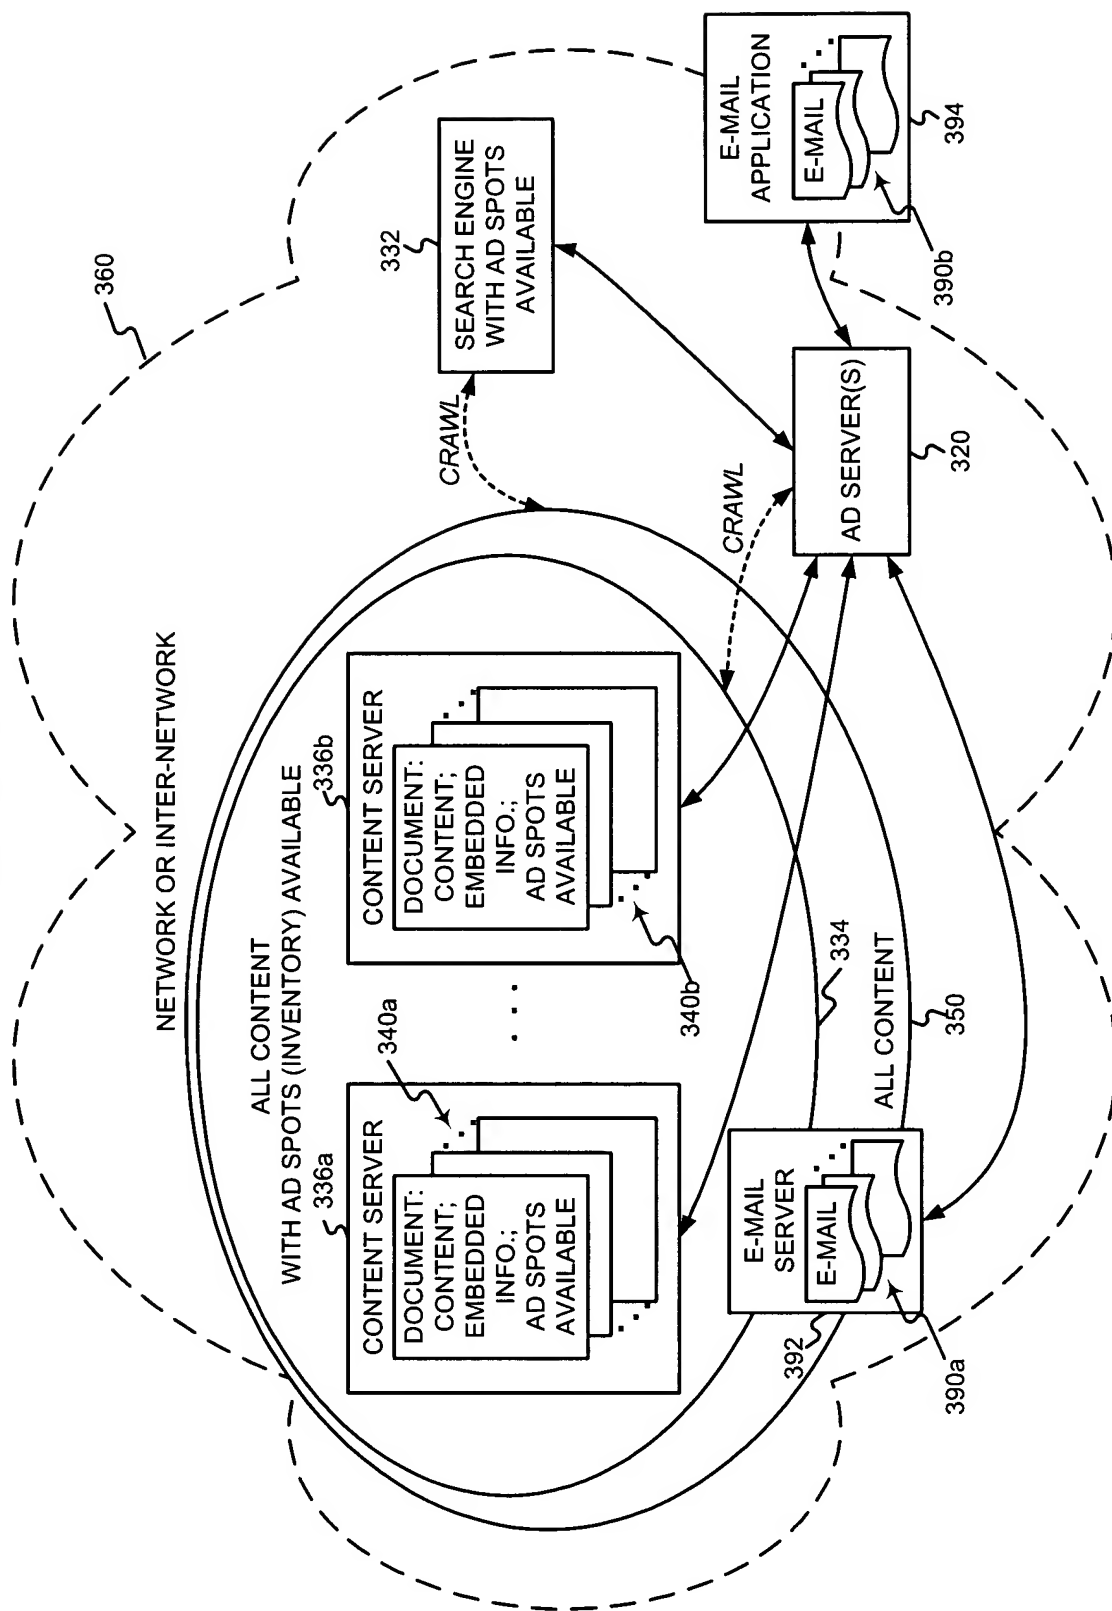 NETWORK OR INTER-NETWORK
360
ALL CONTENT
WITH AD SPOTS (INVENTORY) AVAILABLE
336a
CONTENT SERVER
DOCUMENT:
CONTENT;
EMBEDDED
INFO.;
AD SPOTS
AVAILABLE
340a
. . .
336b
CONTENT SERVER
DOCUMENT:
CONTENT;
EMBEDDED
INFO.;
AD SPOTS
AVAILABLE
340b
332
SEARCH ENGINE
WITH AD SPOTS
AVAILABLE
CRAWL
CRAWL
E-MAIL
SERVER
E-MAIL
392
390a
334
ALL CONTENT
350
AD SERVER(S)
320
E-MAIL
APPLICATION
E-MAIL
390b
394